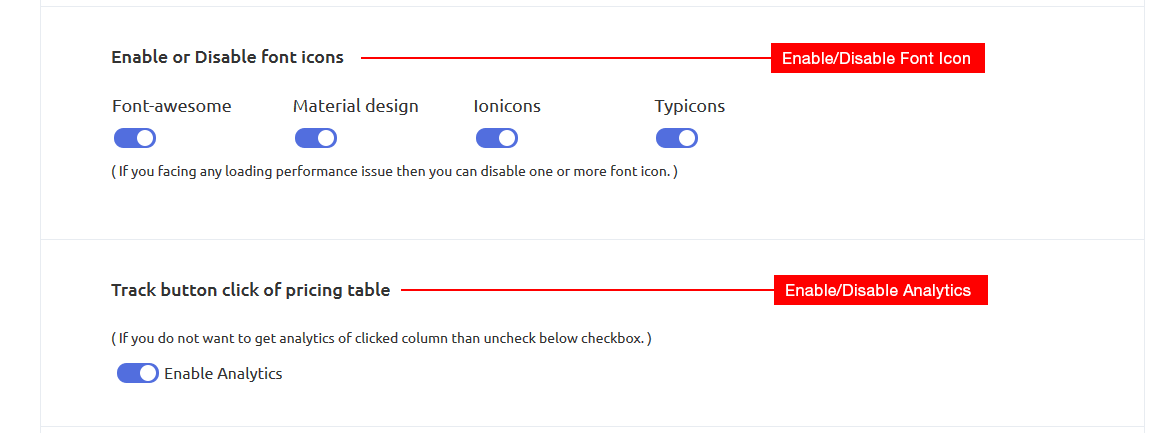 Enable or Disable font icons
Enable/Disable Font Icon
Font-awesome Material design Ionicons Typicons
( If you facing any loading performance issue then you can disable one or more font icon. )
Track button click of pricing table
Enable/Disable Analytics
( If you do not want to get analytics of clicked column than uncheck below checkbox. )
Enable Analytics